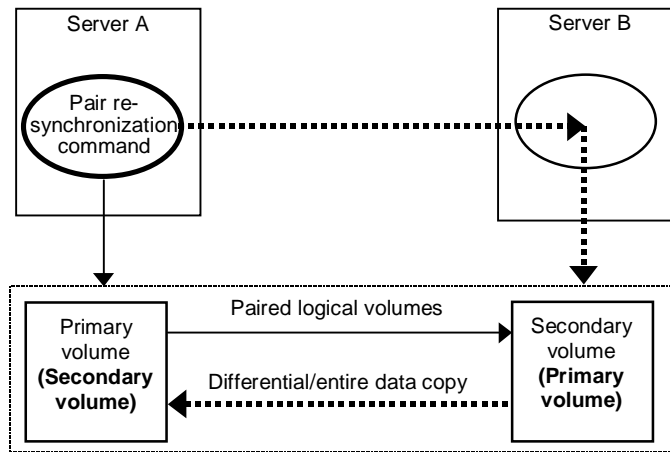 Server A
Server B
Pair re-
synchronization
command
Paired logical volumes
Primary
volume
(Secondary
volume)
Secondary
volume
(Primary
volume)
Differential/entire data copy